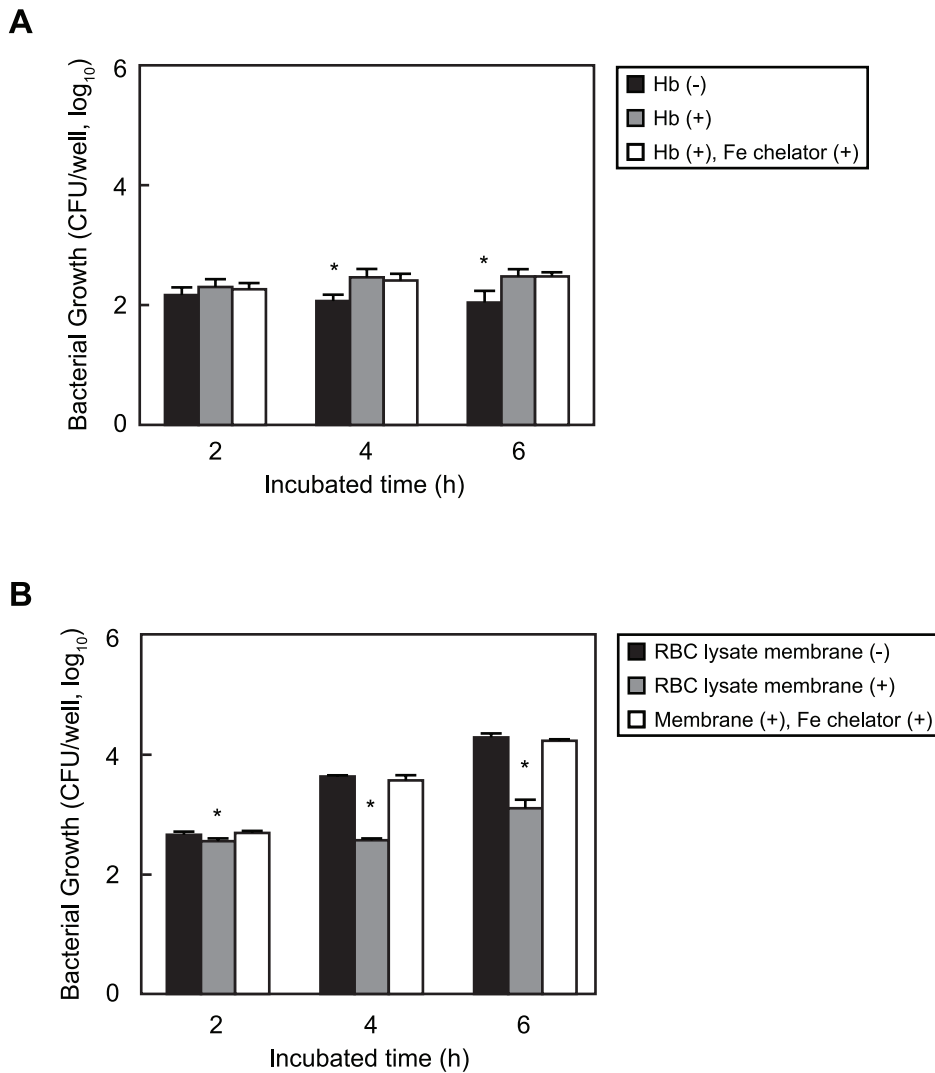 A
Bacterial Growth (CFU/well, log10)
6
4
2
0
* *
2 4 6
Incubated time (h)
Hb (-)
Hb (+)
Hb (+), Fe chelator (+)
B
Bacterial Growth (CFU/well, log10)
6
4
2
0
* * *
2 4 6
Incubated time (h)
RBC lysate membrane (-)
RBC lysate membrane (+)
Membrane (+), Fe chelator (+)